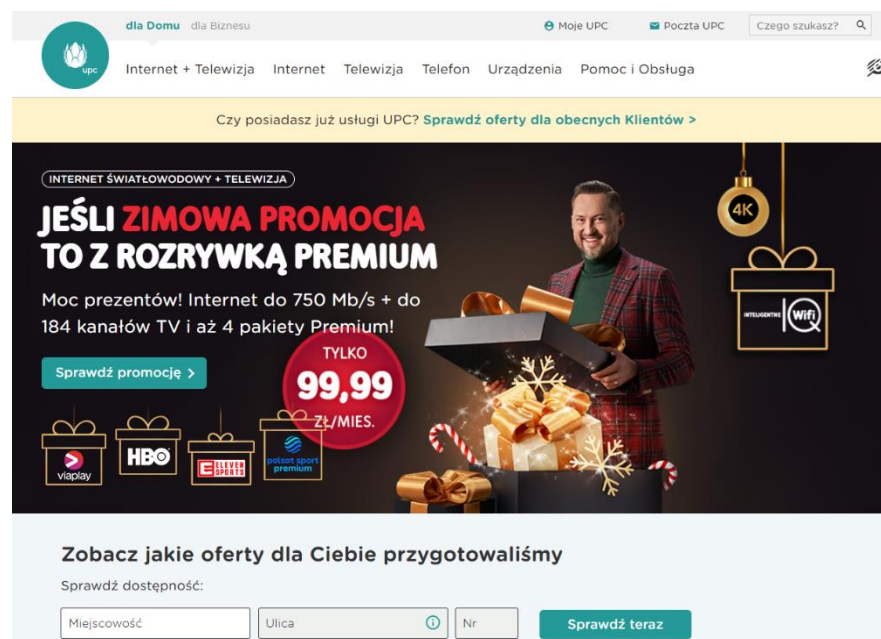 dla Domu dla Biznesu
Moje UPC Poczta UPC Czego szukasz?
upc
Internet + Telewizja Internet Telewizja Telefon Urządzenia Pomoc i Obsługa
Czy posiadasz już usługi UPC? Sprawdź oferty dla obecnych Klientów >
INTERNET ŚWIATŁOWODOWY + TELEWIZJA
JEŚLI ZIMOWA PROMOCJA
TO Z ROZRYWKĄ PREMIUM
Moc prezentów! Internet do 750 Mb/s + do
184 kanałów TV i aż 4 pakiety Premium!
Sprawdź promocję >
TYLKO
99,99
ZŁ/MIES.
viaplay
HBO
ELEVEN
SPORTS
polsat sport
premium
4K
INTELIGENTNE
Wifi
Zobacz jakie oferty dla Ciebie przygotowaliśmy
Sprawdź dostępność:
Miejscowość Ulica Nr Sprawdź teraz